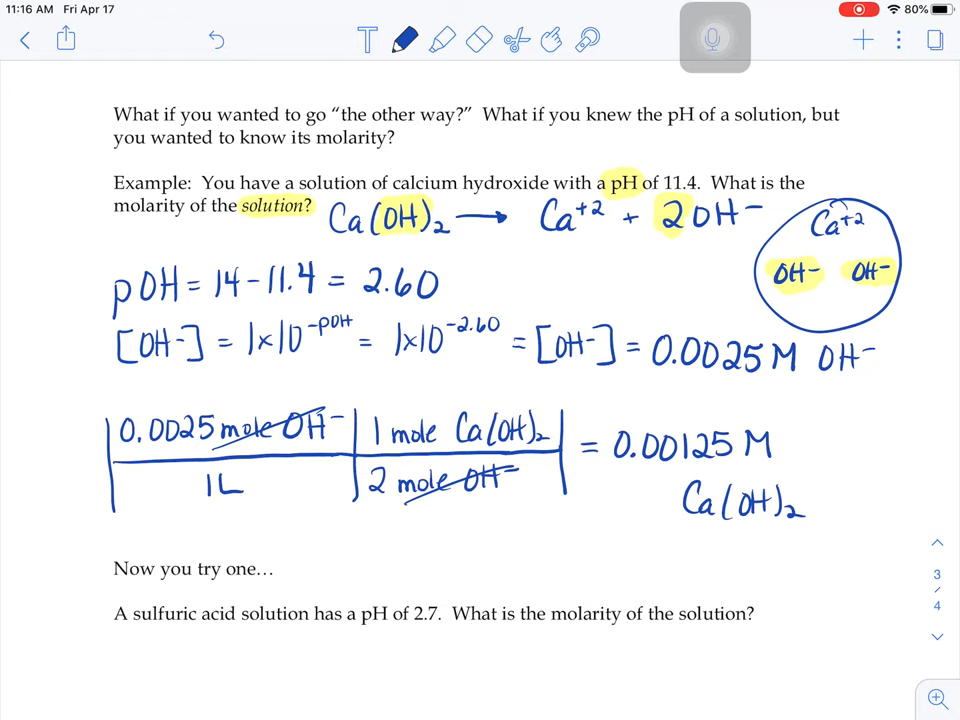 11:16 AM Fri Apr 17 80%
T
What if you wanted to go “the other way?” What if you knew the pH of a solution, but
you wanted to know its molarity?
Example: You have a solution of calcium hydroxide with a pH of 11.4. What is the
molarity of the solution? Ca(OH)₂ → Ca⁺² + 2OH⁻
Ca⁺²
OH⁻ OH⁻
pOH = 14 - 11.4 = 2.60
[OH⁻] = 1×10^-pOH = 1×10^-2.60 = [OH⁻] = 0.0025 M OH⁻
0.0025 mole OH⁻ | 1 mole Ca(OH)₂ = 0.00125 M
1L | 2 mole OH⁻ Ca(OH)₂
Now you try one…
A sulfuric acid solution has a pH of 2.7. What is the molarity of the solution?
3
/
4